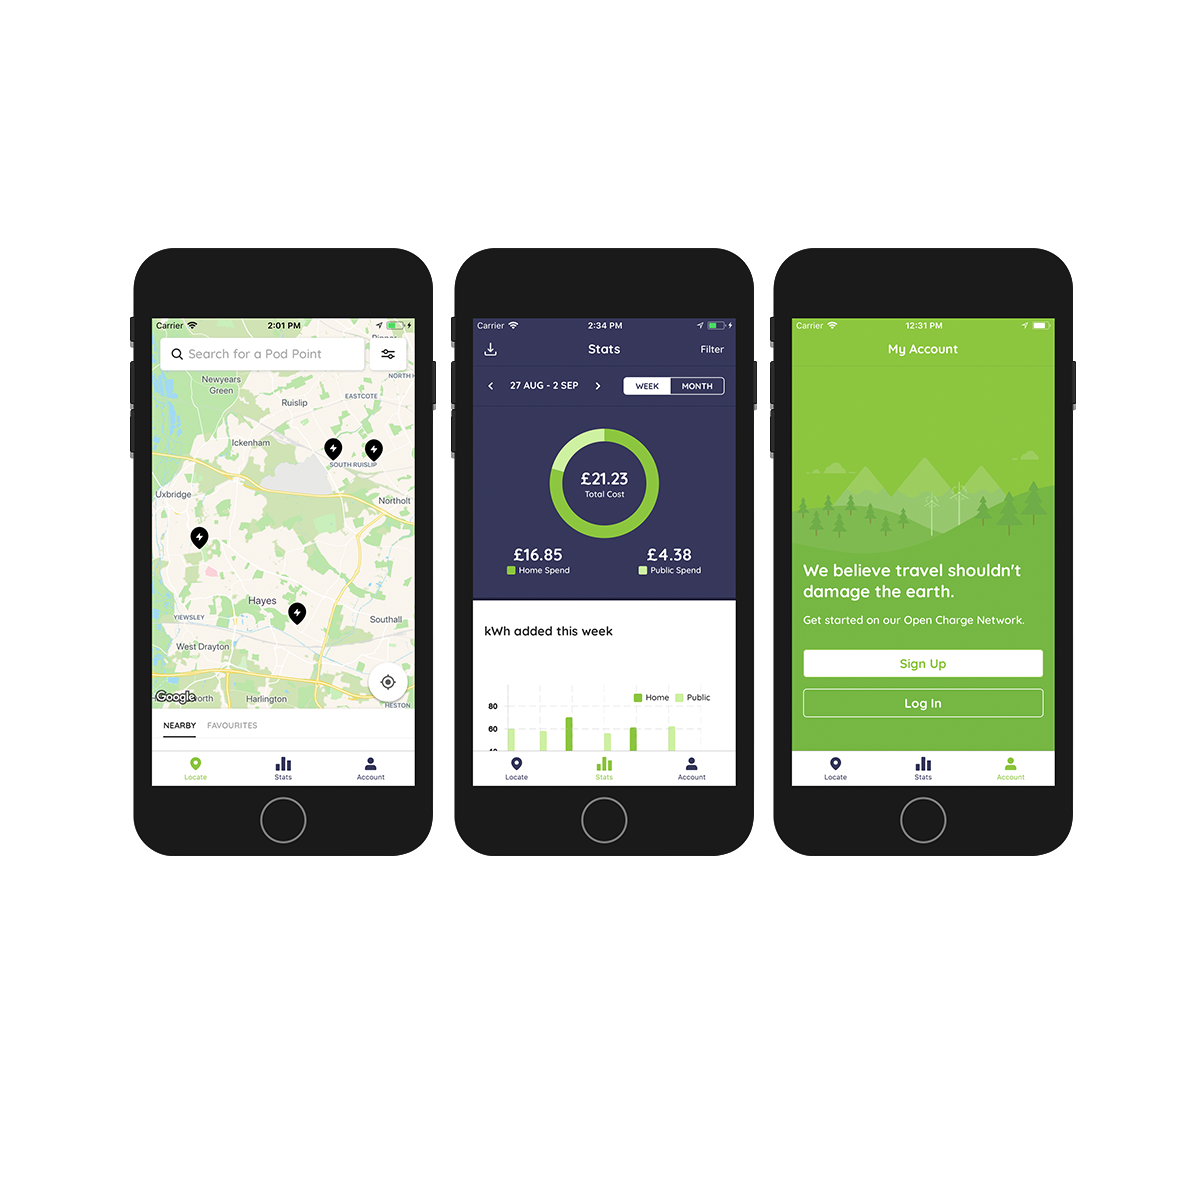 Carrier 2:01 PM
Search for a Pod Point
NORTH H
Newyears
Green
EASTCOTE
Ruislip
Ickenham
SOUTH RUISLIP
Uxbridge
Northolt
Hayes
YIEWSLEY
Southall
West Drayton
Google orth
Harlington
HESTON
NEARBY FAVOURITES
Locate Stats Account
Carrier 2:34 PM
Stats Filter
27 AUG - 2 SEP WEEK MONTH
£21.23
Total Cost
£16.85 £4.38
Home Spend Public Spend
kWh added this week
Home Public
80
60
Locate Stats Account
Carrier 12:31 PM
My Account
We believe travel shouldn't
damage the earth.
Get started on our Open Charge Network.
Sign Up
Log In
Locate Stats Account